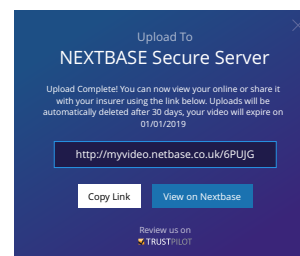 Upload To
NEXTBASE Secure Server
Upload Complete! You can now view your online or share it
with your insurer using the link below. Uploads will be
automatically deleted after 30 days, your video will expire on
01/01/2019
http://myvideo.netbase.co.uk/6PUJG
Copy Link
View on Nextbase
Review us on
TRUSTPILOT